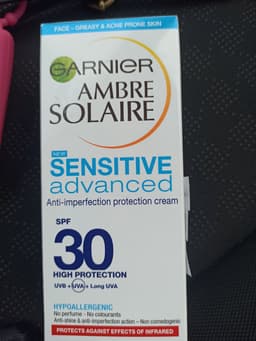 FACE - GREASY & ACNE PRONE SKIN
GARNIER
AMBRE
SOLAIRE
NEW
SENSITIVE
advanced
Anti-imperfection protection cream
SPF
30
HIGH PROTECTION
UVB + UVA + Long UVA
HYPOALLERGENIC
No perfume - No colourants
Anti-shine & anti-imperfection action - Non comedogenic
PROTECTS AGAINST EFFECTS OF INFRARED